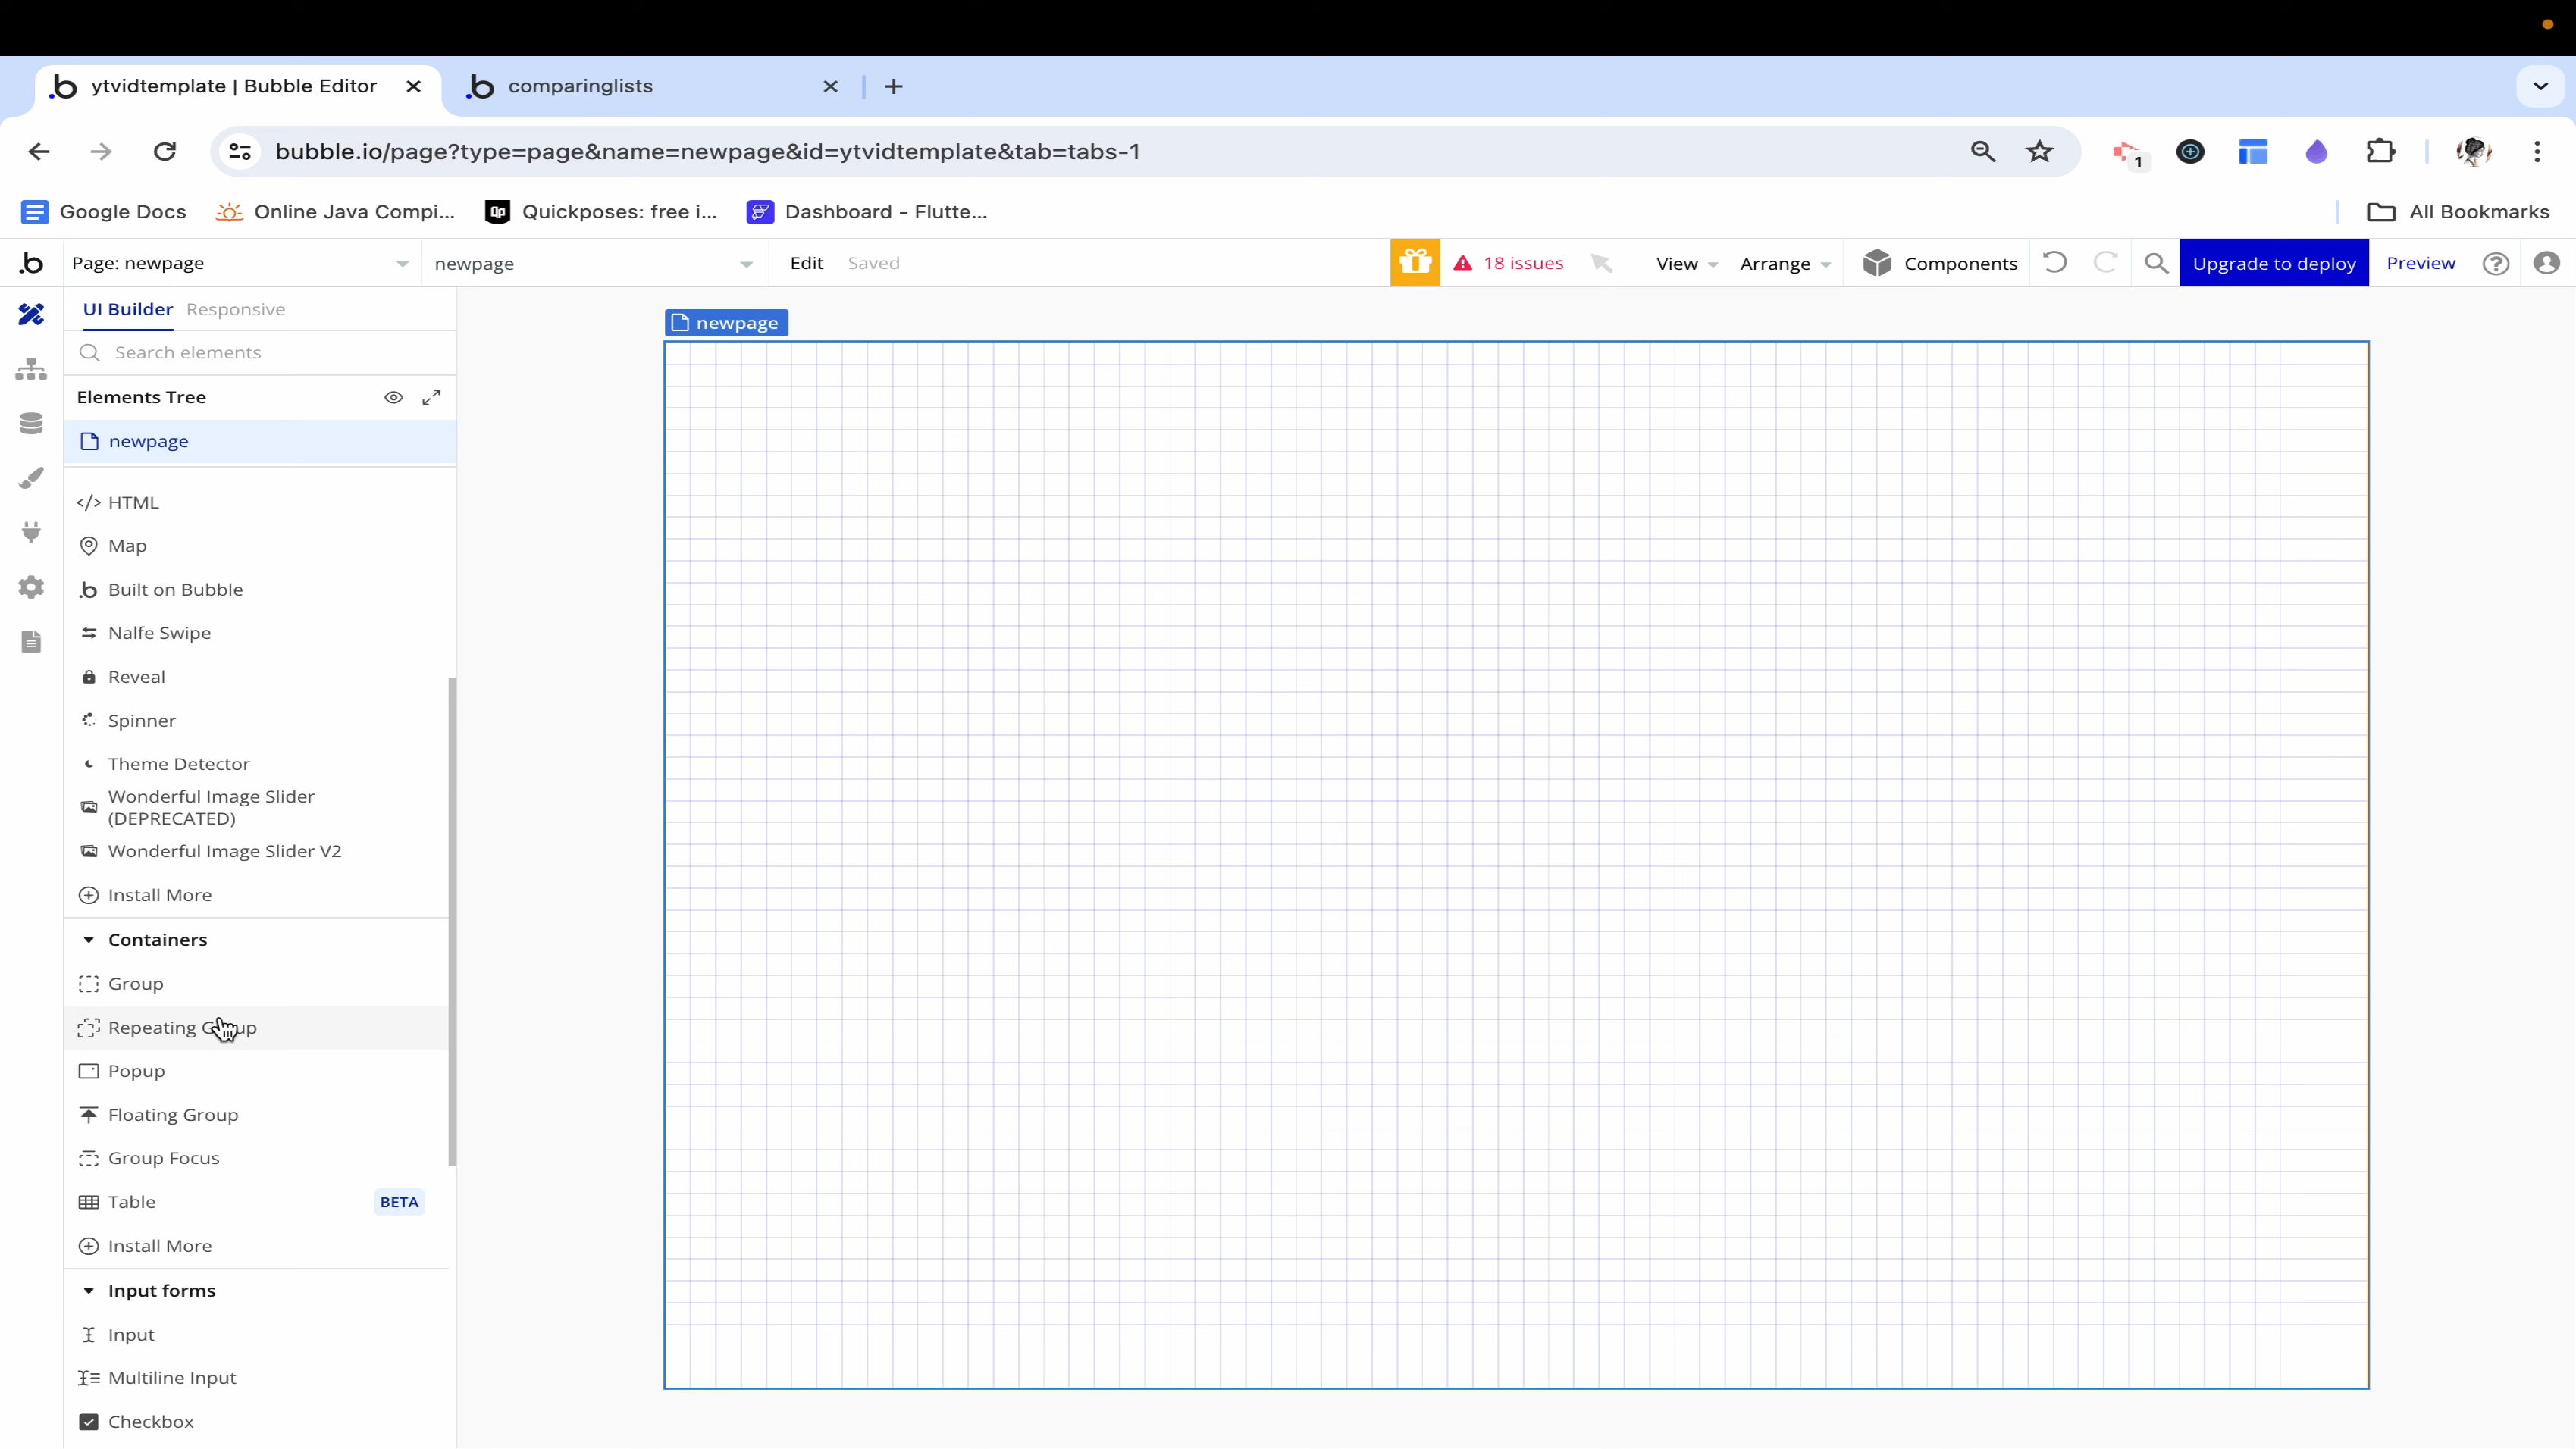 ytvidtemplate | Bubble Editor
comparinglists
bubble.io/page?type=page&name=newpage&id=ytvidtemplate&tab=tabs-1
1
Google Docs
Online Java Compi...
Quickposes: free i...
Dashboard - Flutte...
All Bookmarks
Page: newpage
newpage
Edit
Saved
18 issues
View
Arrange
Components
Upgrade to deploy
Preview
UI Builder
Responsive
newpage
Search elements
Elements Tree
newpage
</> HTML
Map
Built on Bubble
Nalfe Swipe
Reveal
Spinner
Theme Detector
Wonderful Image Slider
(DEPRECATED)
Wonderful Image Slider V2
Install More
Containers
Group
Repeating Group
Popup
Floating Group
Group Focus
Table
BETA
Install More
Input forms
Input
Multiline Input
Checkbox